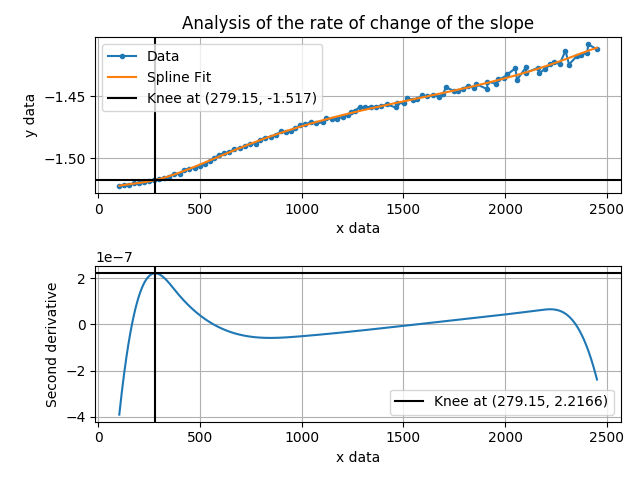 Analysis of the rate of change of the slope
Data
Spline Fit
Knee at (279.15, -1.517)
y data
−1.45
−1.50
0 500 1000 1500 2000 2500
x data
1e−7
Second derivative
2
0
−2
−4
Knee at (279.15, 2.2166)
0 500 1000 1500 2000 2500
x data